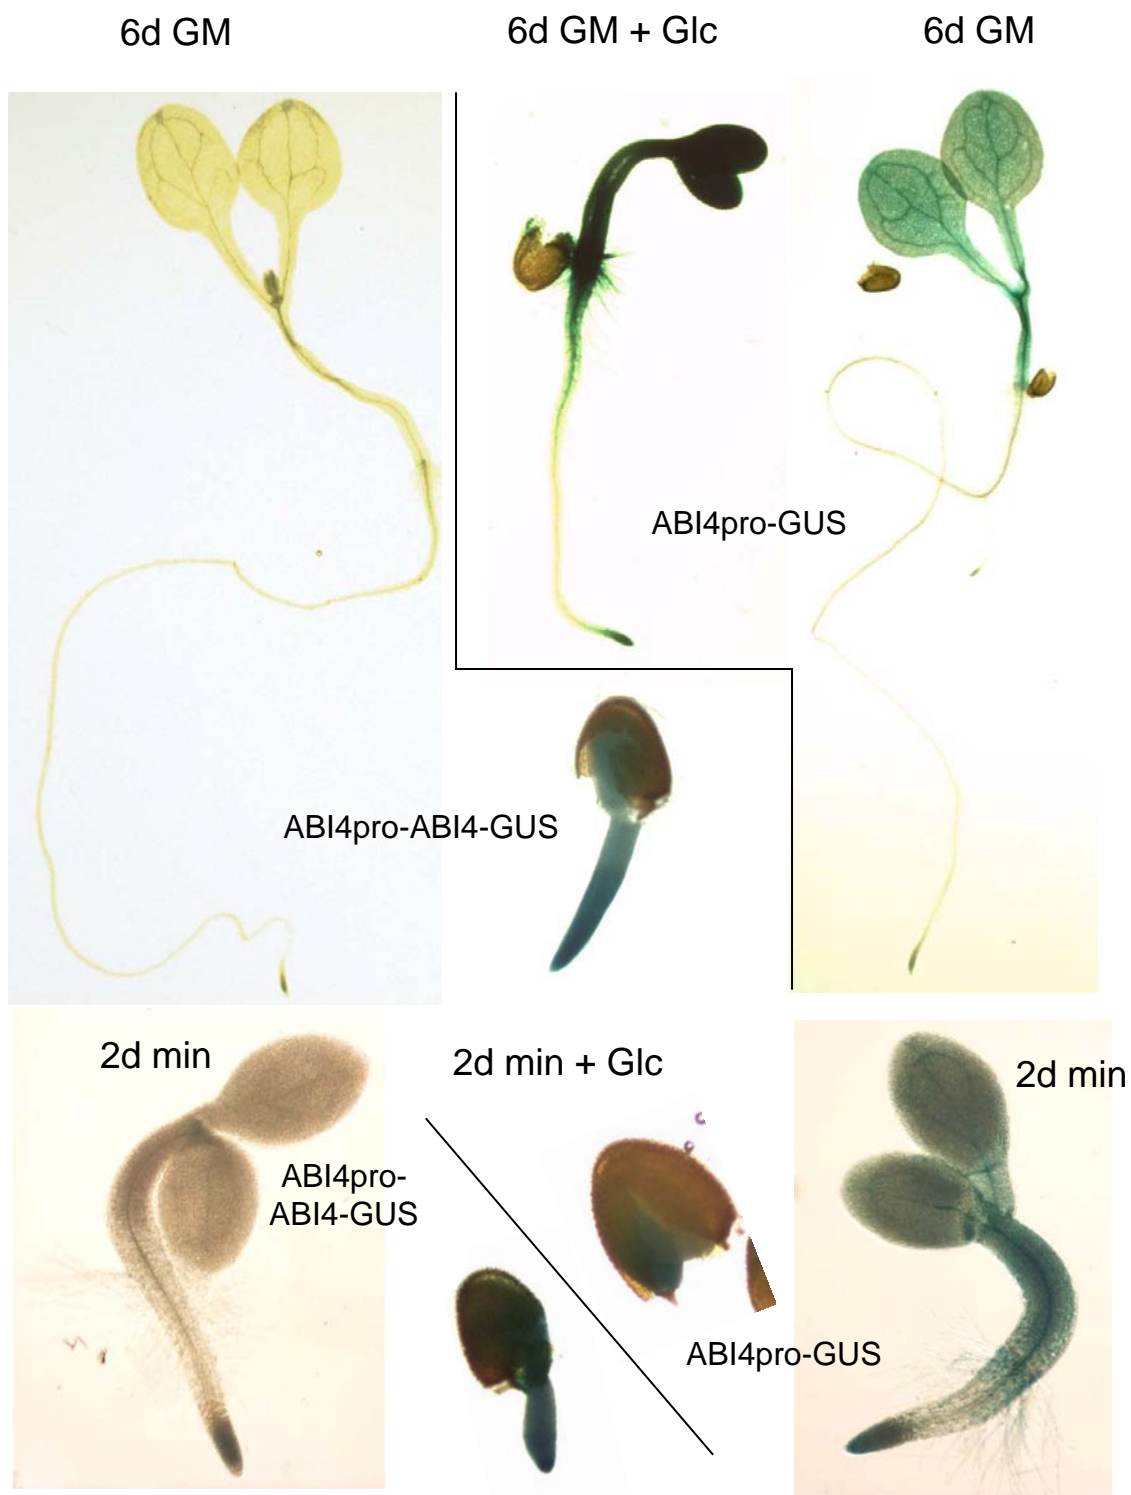 6d GM
6d GM + Glc
6d GM
ABI4pro-GUS
ABI4pro-ABI4-GUS
2d min
2d min + Glc
2d min
ABI4pro-
ABI4-GUS
ABI4pro-GUS